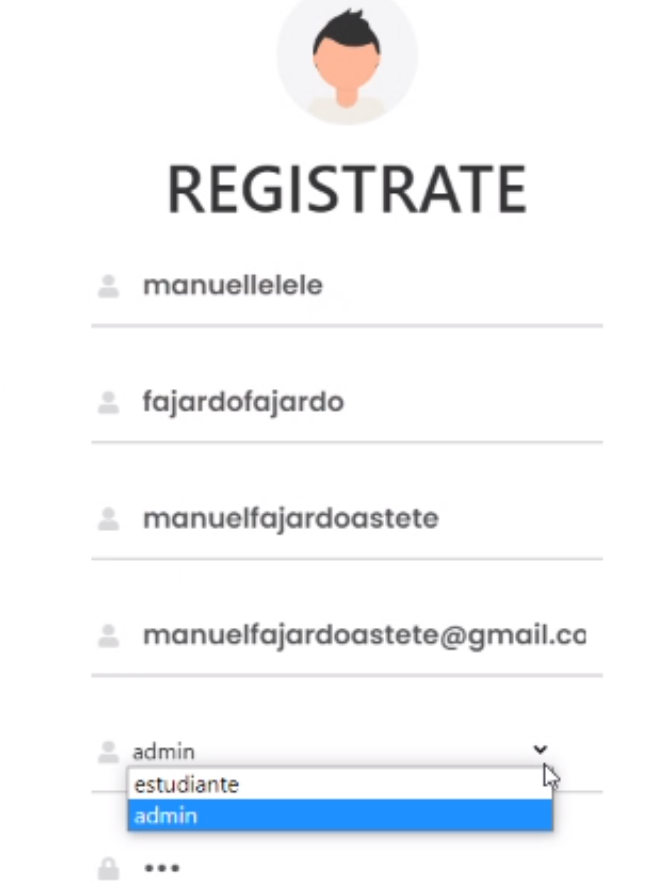 REGISTRATE
manuellelele
fajardofajardo
manuelfajardoastete
manuelfajardoastete@gmail.co
admin
estudiante
admin
•••